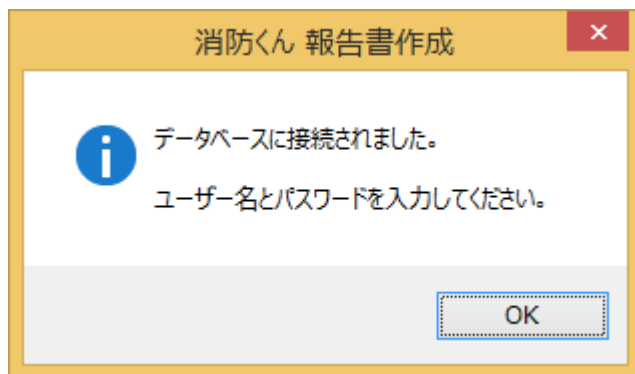 消防くん 報告書作成
データベースに接続されました。
ユーザー名とパスワードを入力してください。
OK